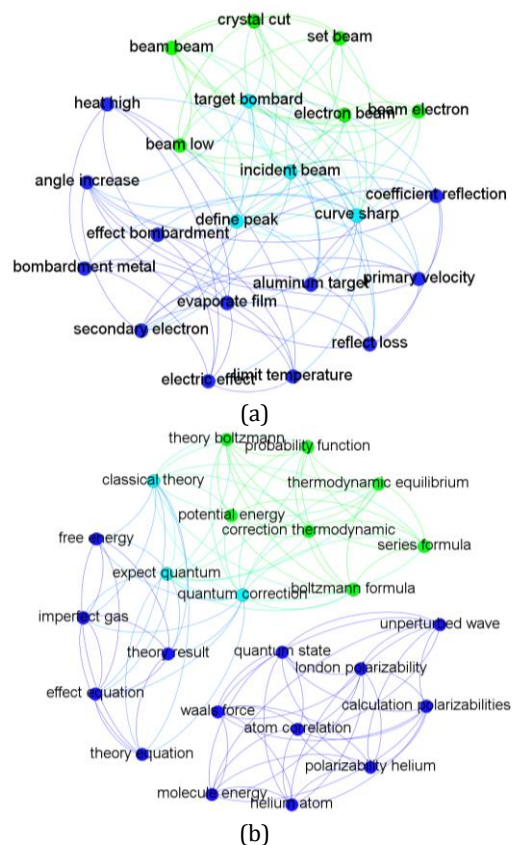 crystal cut
set beam
beam beam
heat high
target bombard
electron beam
beam electron
beam low
incident beam
angle increase
coefficient reflection
define peak
curve sharp
effect bombardment
bombardment metal
aluminum target
primary velocity
evaporate film
secondary electron
reflect loss
electric effect
limit temperature
(a)
theory boltzmann
probability function
classical theory
thermodynamic equilibrium
potential energy
correction thermodynamic
free energy
series formula
expect quantum
quantum correction
boltzmann formula
imperfect gas
unperturbed wave
theory result
quantum state
london polarizability
effect equation
waals force
calculation polarizabilities
atom correlation
theory equation
polarizability helium
molecule energy
helium atom
(b)